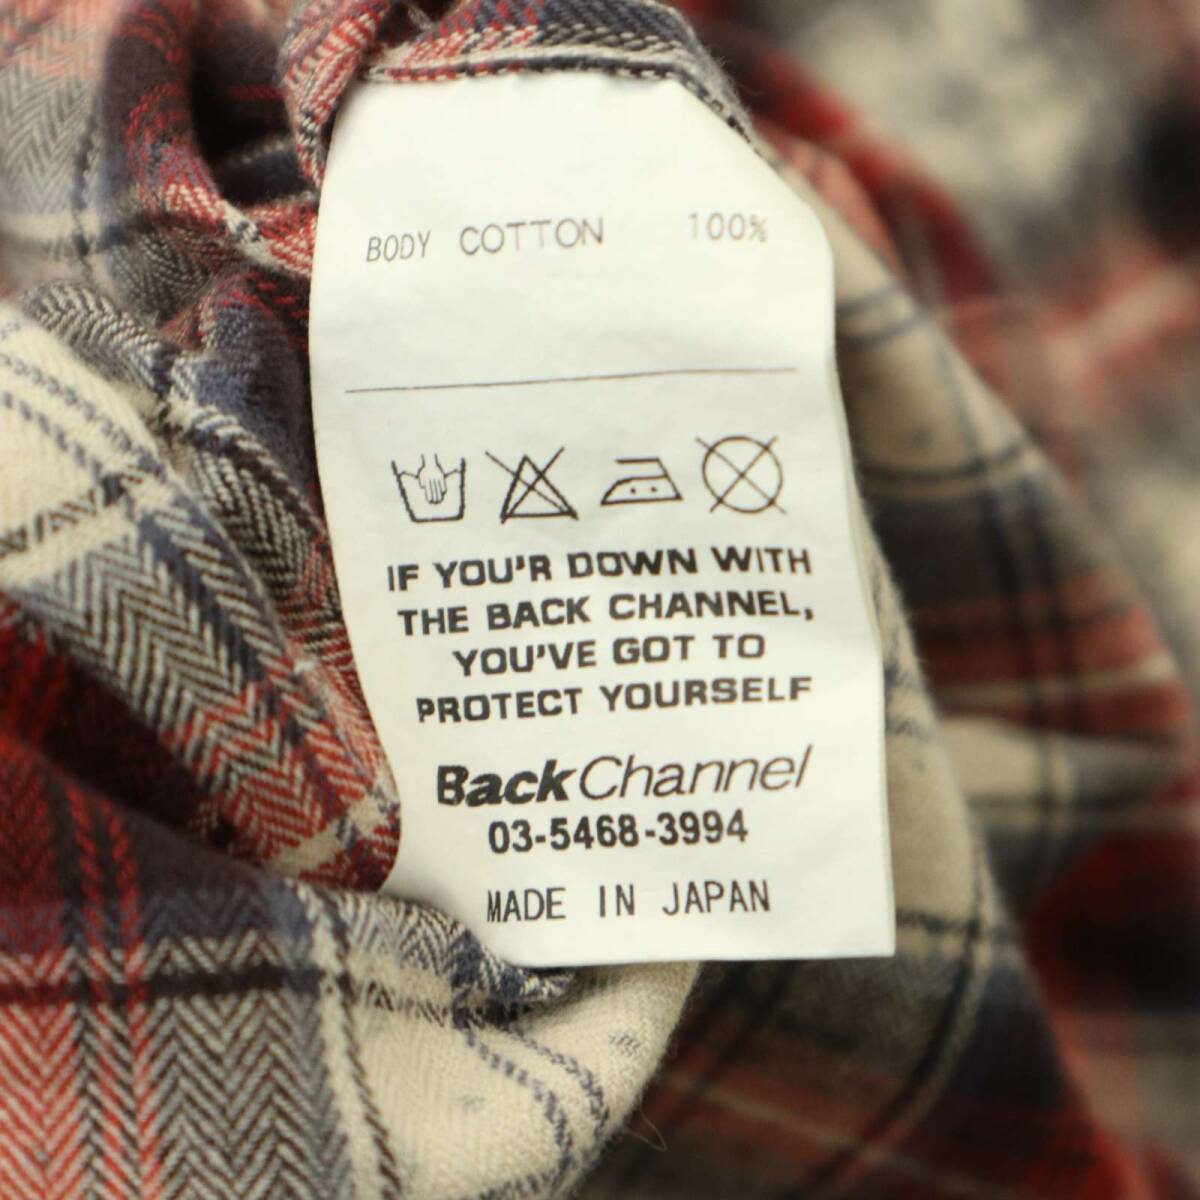 BODY COTTON 100%
IF YOU'R DOWN WITH
THE BACK CHANNEL,
YOU'VE GOT TO
PROTECT YOURSELF
BackChannel
03-5468-3994
MADE IN JAPAN